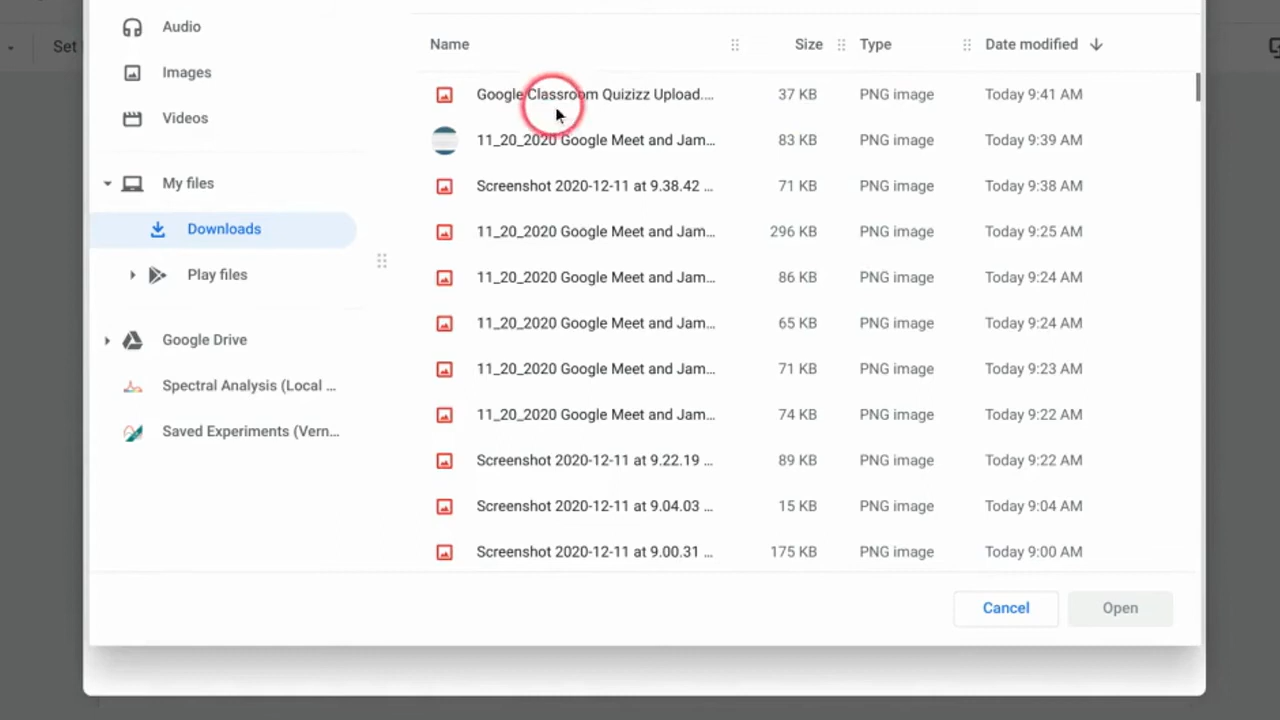 Audio
Set
Name Size Type Date modified
Images
Google Classroom Quizizz Upload.... 37 KB PNG image Today 9:41 AM
Videos
11_20_2020 Google Meet and Jam... 83 KB PNG image Today 9:39 AM
My files
Screenshot 2020-12-11 at 9.38.42 ... 71 KB PNG image Today 9:38 AM
Downloads
11_20_2020 Google Meet and Jam... 296 KB PNG image Today 9:25 AM
Play files
11_20_2020 Google Meet and Jam... 86 KB PNG image Today 9:24 AM
11_20_2020 Google Meet and Jam... 65 KB PNG image Today 9:24 AM
Google Drive
11_20_2020 Google Meet and Jam... 71 KB PNG image Today 9:23 AM
Spectral Analysis (Local ...
11_20_2020 Google Meet and Jam... 74 KB PNG image Today 9:22 AM
Saved Experiments (Vern...
Screenshot 2020-12-11 at 9.22.19 ... 89 KB PNG image Today 9:22 AM
Screenshot 2020-12-11 at 9.04.03 ... 15 KB PNG image Today 9:04 AM
Screenshot 2020-12-11 at 9.00.31 ... 175 KB PNG image Today 9:00 AM
Cancel Open